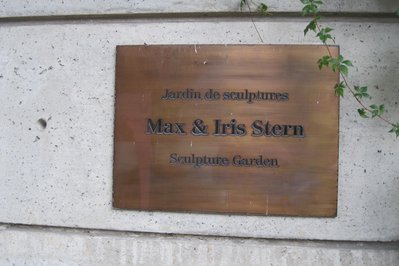 Jardin de sculptures
Max & Iris Stern
Sculpture Garden